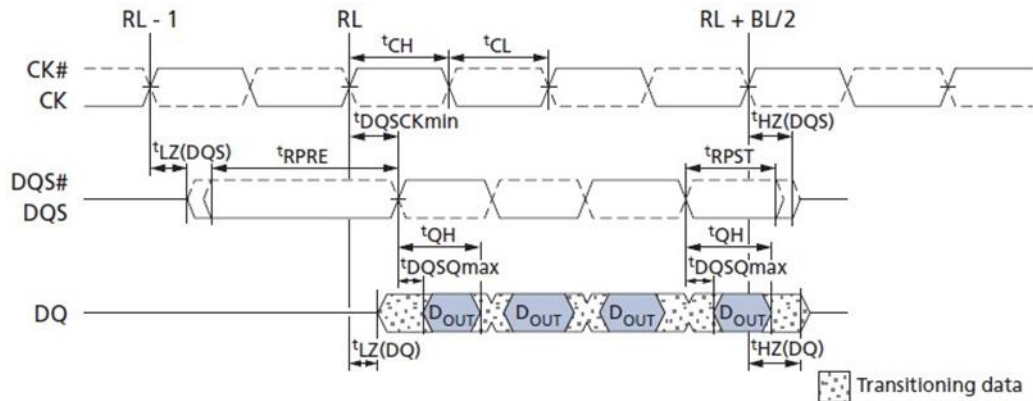 RL - 1 RL RL + BL/2
tCH tCL
CK#
CK
tDQSCKmin tHZ(DQS)
tLZ(DQS) tRPRE tRPST
DQS#
DQS
tQH tQH
tDQSQmax tDQSQmax
DQ DOUT DOUT DOUT DOUT
tLZ(DQ) tHZ(DQ)
Transitioning data